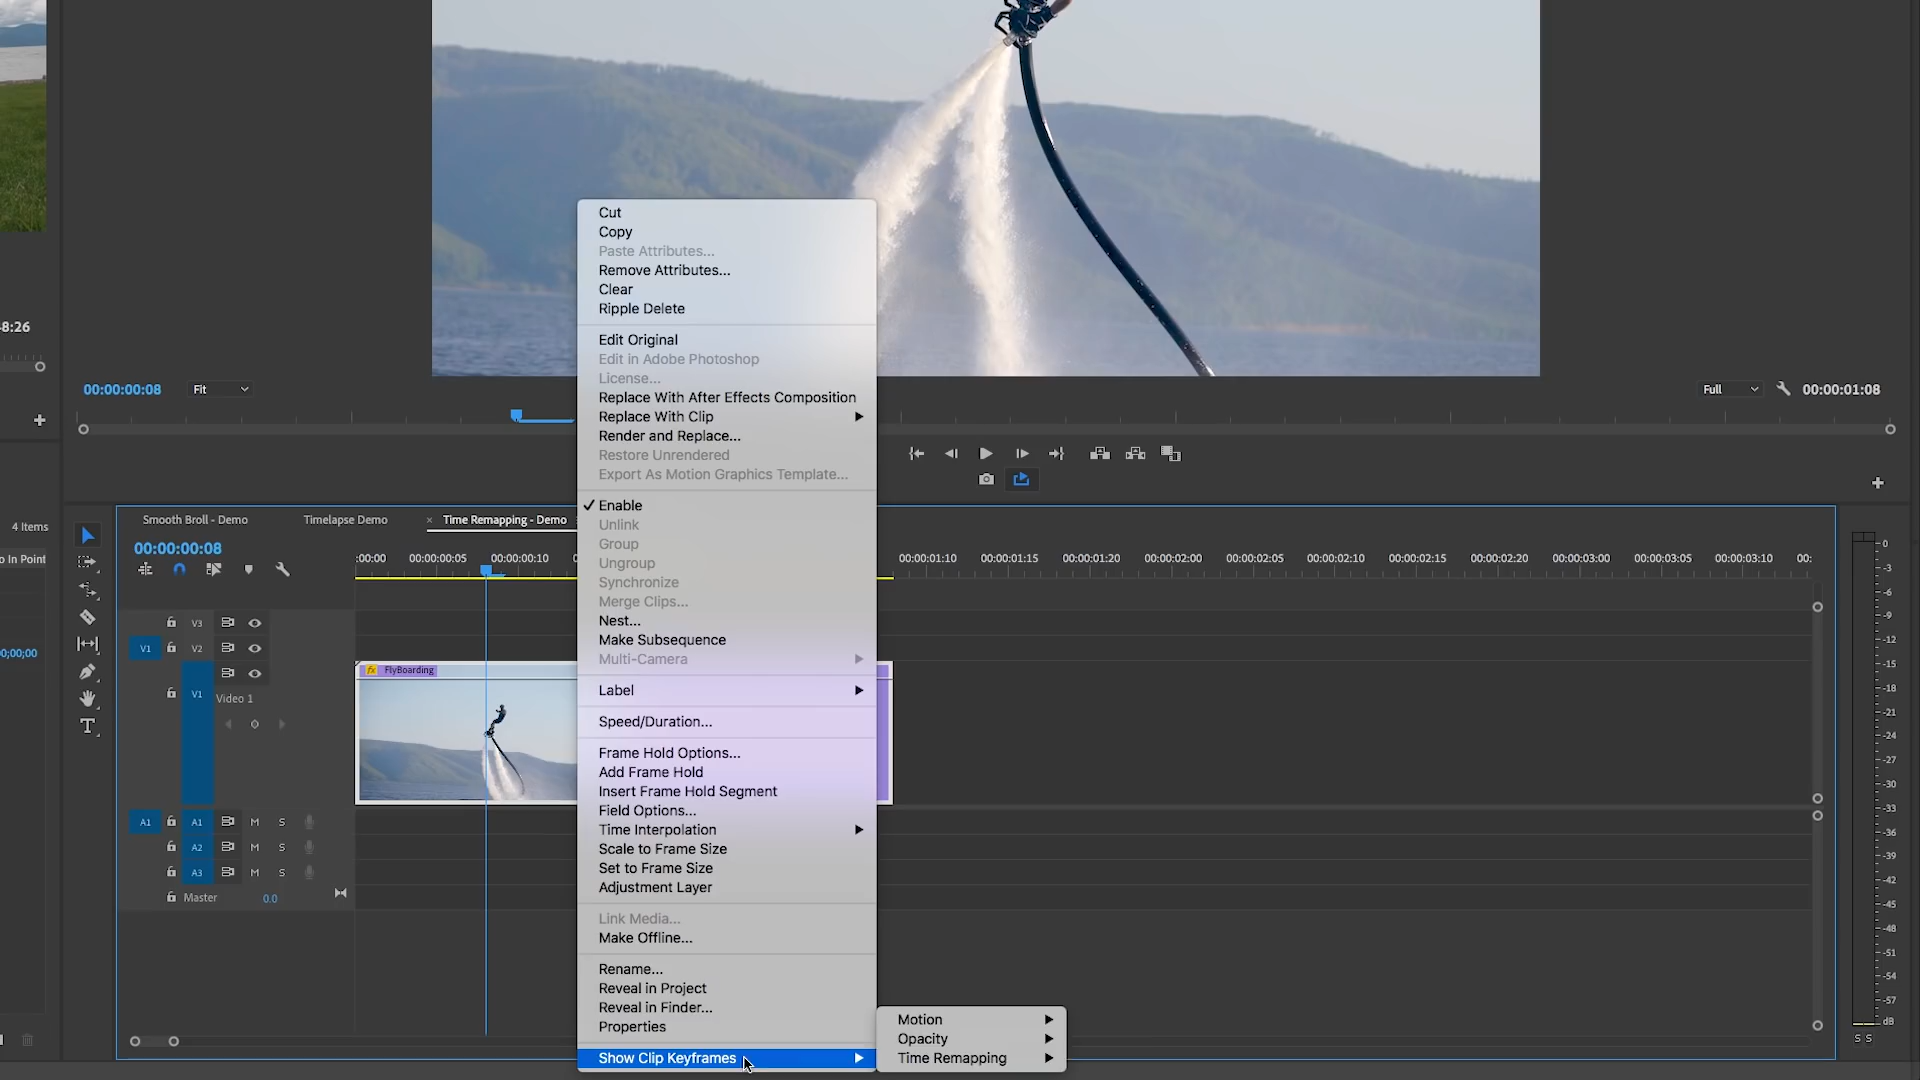 -8:26
00:00:00:08
Fit
Full
00:00:01:08
Cut
Copy
Paste Attributes...
Remove Attributes...
Clear
Ripple Delete
Edit Original
Edit in Adobe Photoshop
License...
Replace With After Effects Composition
Replace With Clip
Render and Replace...
Restore Unrendered
Export As Motion Graphics Template...
Enable
Unlink
Group
Ungroup
Synchronize
Merge Clips...
Nest...
Make Subsequence
Multi-Camera
Label
Speed/Duration...
Frame Hold Options...
Add Frame Hold
Insert Frame Hold Segment
Field Options...
Time Interpolation
Scale to Frame Size
Set to Frame Size
Adjustment Layer
Link Media...
Make Offline...
Rename...
Reveal in Project
Reveal in Finder...
Properties
Show Clip Keyframes
Motion
Opacity
Time Remapping
4 Items
o In Point
0;00;00
Smooth Broll - Demo
Timelapse Demo
× Time Remapping - Demo
00:00:00:08
:00:00
00:00:00:05
00:00:00:10
00:00:01:10
00:00:01:15
00:00:01:20
00:00:02:00
00:00:02:05
00:00:02:10
00:00:02:15
00:00:02:20
00:00:03:00
00:00:03:05
00:00:03:10
00:
V3
V1 V2
V1
Video 1
fx FlyBoarding
A1 A1 M S
A2 M S
A3 M S
Master 0.0
0
-3
-6
-9
-12
-15
-18
-21
-24
-27
-30
-33
-36
-39
-42
-45
-48
-51
-54
-57
dB
S S